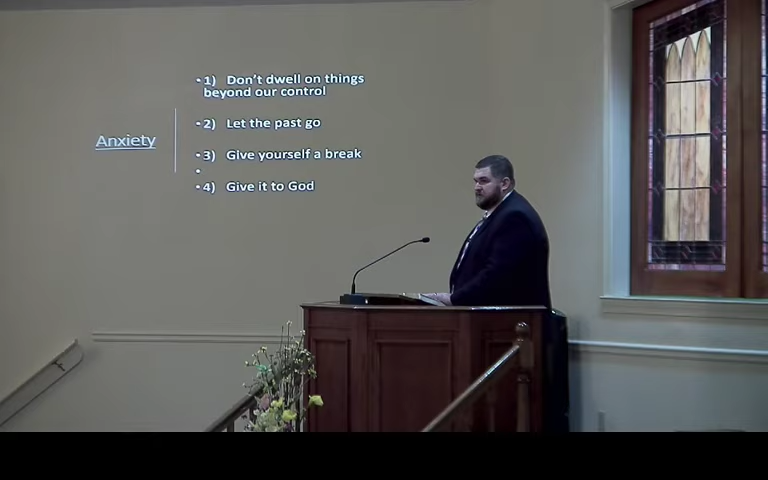 Anxiety
• 1) Don't dwell on things
beyond our control
• 2) Let the past go
• 3) Give yourself a break
•
• 4) Give it to God